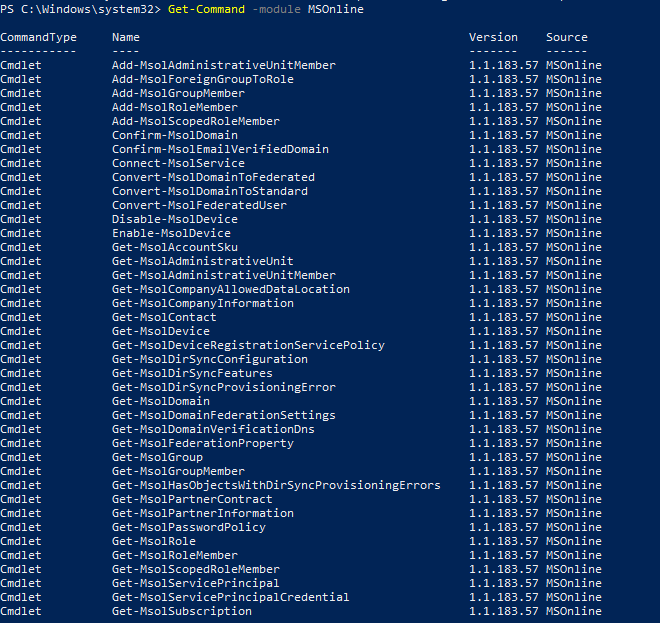 PS C:\Windows\system32> Get-Command -module MSOnline
CommandType Name Version Source
----------- ---- ------- ------
Cmdlet Add-MsolAdministrativeUnitMember 1.1.183.57 MSOnline
Cmdlet Add-MsolForeignGroupToRole 1.1.183.57 MSOnline
Cmdlet Add-MsolGroupMember 1.1.183.57 MSOnline
Cmdlet Add-MsolRoleMember 1.1.183.57 MSOnline
Cmdlet Add-MsolScopedRoleMember 1.1.183.57 MSOnline
Cmdlet Confirm-MsolDomain 1.1.183.57 MSOnline
Cmdlet Confirm-MsolEmailVerifiedDomain 1.1.183.57 MSOnline
Cmdlet Connect-MsolService 1.1.183.57 MSOnline
Cmdlet Convert-MsolDomainToFederated 1.1.183.57 MSOnline
Cmdlet Convert-MsolDomainToStandard 1.1.183.57 MSOnline
Cmdlet Convert-MsolFederatedUser 1.1.183.57 MSOnline
Cmdlet Disable-MsolDevice 1.1.183.57 MSOnline
Cmdlet Enable-MsolDevice 1.1.183.57 MSOnline
Cmdlet Get-MsolAccountSku 1.1.183.57 MSOnline
Cmdlet Get-MsolAdministrativeUnit 1.1.183.57 MSOnline
Cmdlet Get-MsolAdministrativeUnitMember 1.1.183.57 MSOnline
Cmdlet Get-MsolCompanyAllowedDataLocation 1.1.183.57 MSOnline
Cmdlet Get-MsolCompanyInformation 1.1.183.57 MSOnline
Cmdlet Get-MsolContact 1.1.183.57 MSOnline
Cmdlet Get-MsolDevice 1.1.183.57 MSOnline
Cmdlet Get-MsolDeviceRegistrationServicePolicy 1.1.183.57 MSOnline
Cmdlet Get-MsolDirSyncConfiguration 1.1.183.57 MSOnline
Cmdlet Get-MsolDirSyncFeatures 1.1.183.57 MSOnline
Cmdlet Get-MsolDirSyncProvisioningError 1.1.183.57 MSOnline
Cmdlet Get-MsolDomain 1.1.183.57 MSOnline
Cmdlet Get-MsolDomainFederationSettings 1.1.183.57 MSOnline
Cmdlet Get-MsolDomainVerificationDns 1.1.183.57 MSOnline
Cmdlet Get-MsolFederationProperty 1.1.183.57 MSOnline
Cmdlet Get-MsolGroup 1.1.183.57 MSOnline
Cmdlet Get-MsolGroupMember 1.1.183.57 MSOnline
Cmdlet Get-MsolHasObjectsWithDirSyncProvisioningErrors 1.1.183.57 MSOnline
Cmdlet Get-MsolPartnerContract 1.1.183.57 MSOnline
Cmdlet Get-MsolPartnerInformation 1.1.183.57 MSOnline
Cmdlet Get-MsolPasswordPolicy 1.1.183.57 MSOnline
Cmdlet Get-MsolRole 1.1.183.57 MSOnline
Cmdlet Get-MsolRoleMember 1.1.183.57 MSOnline
Cmdlet Get-MsolScopedRoleMember 1.1.183.57 MSOnline
Cmdlet Get-MsolServicePrincipal 1.1.183.57 MSOnline
Cmdlet Get-MsolServicePrincipalCredential 1.1.183.57 MSOnline
Cmdlet Get-MsolSubscription 1.1.183.57 MSOnline